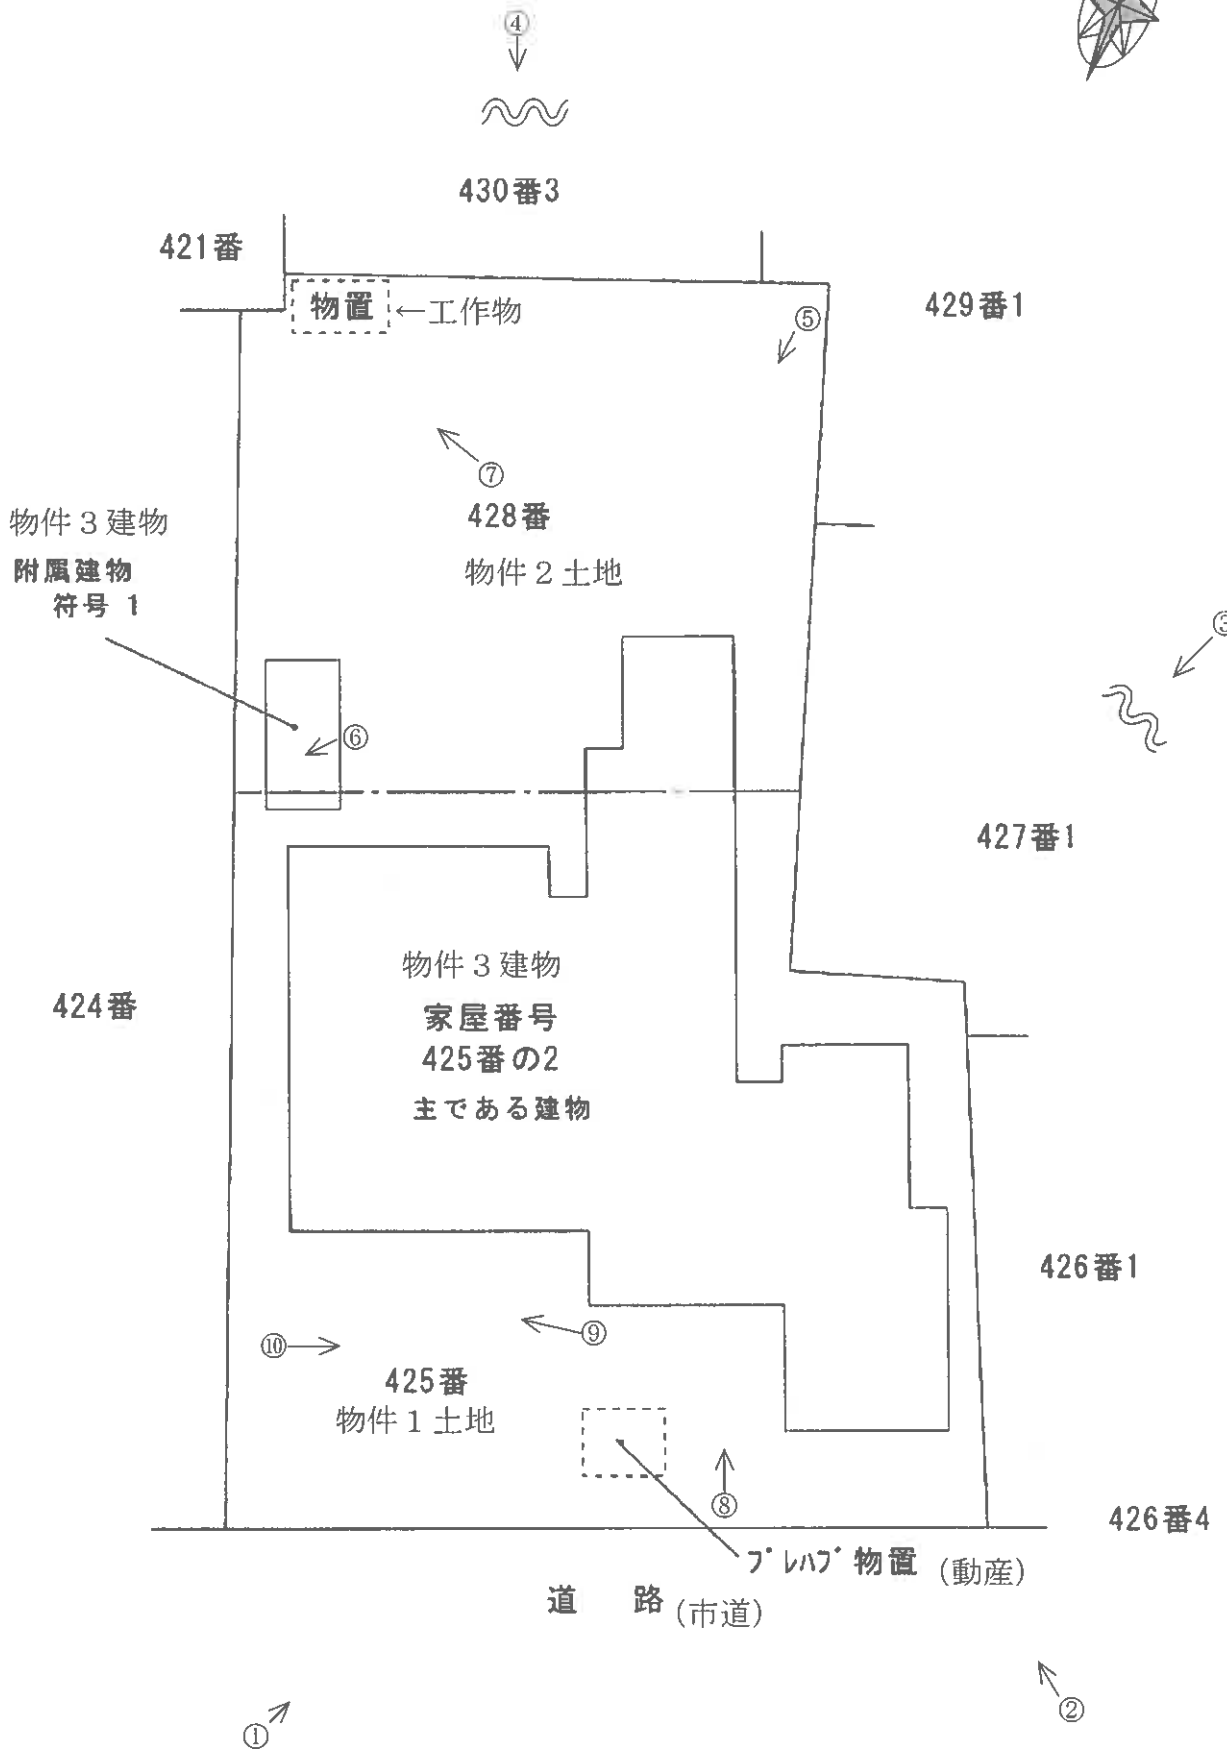 ④
430番3
421番
物置
←工作物
⑤
429番1
⑦
428番
物件2土地
物件3建物
附属建物
符号 1
③
⑥
427番1
物件3建物
家屋番号
425番の2
主である建物
424番
426番1
⑩
⑨
425番
物件1土地
⑧
426番4
プレハブ物置 (動産)
道 路 (市道)
②
①